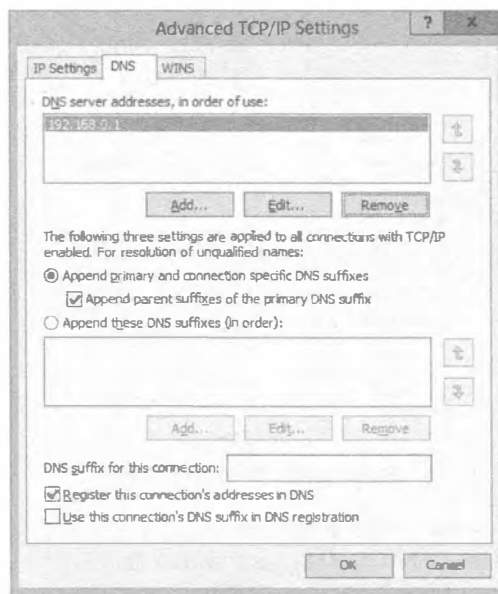 Advanced TCP/IP Settings
?
x
IP Settings DNS WINS
DNS server addresses, in order of use:
192.168.0.1
Add... Edit... Remove
The following three settings are applied to all connections with TCP/IP
enabled. For resolution of unqualified names:
Append primary and connection specific DNS suffixes
Append parent suffixes of the primary DNS suffix
Append these DNS suffixes (in order):
Add... Edit... Remove
DNS suffix for this connection:
Register this connection's addresses in DNS
Use this connection's DNS suffix in DNS registration
OK Cancel